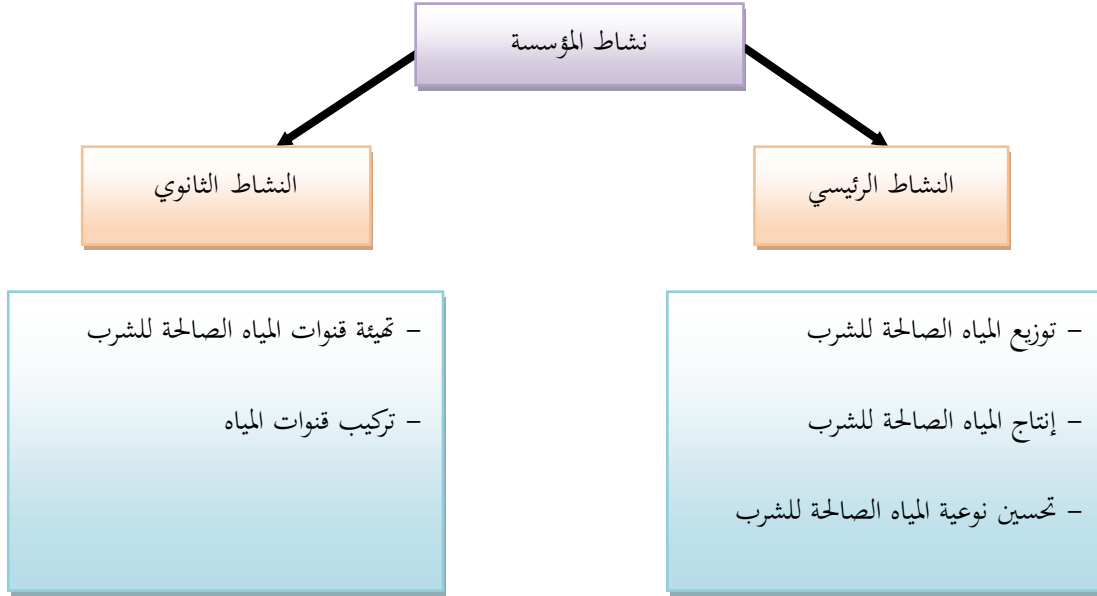 نشاط المؤسسة
النشاط الرئيسي
النشاط الثانوي
– توزيع المياه الصالحة للشرب
– إنتاج المياه الصالحة للشرب
– تحسين نوعية المياه الصالحة للشرب
– تهيئة قنوات المياه الصالحة للشرب
– تركيب قنوات المياه